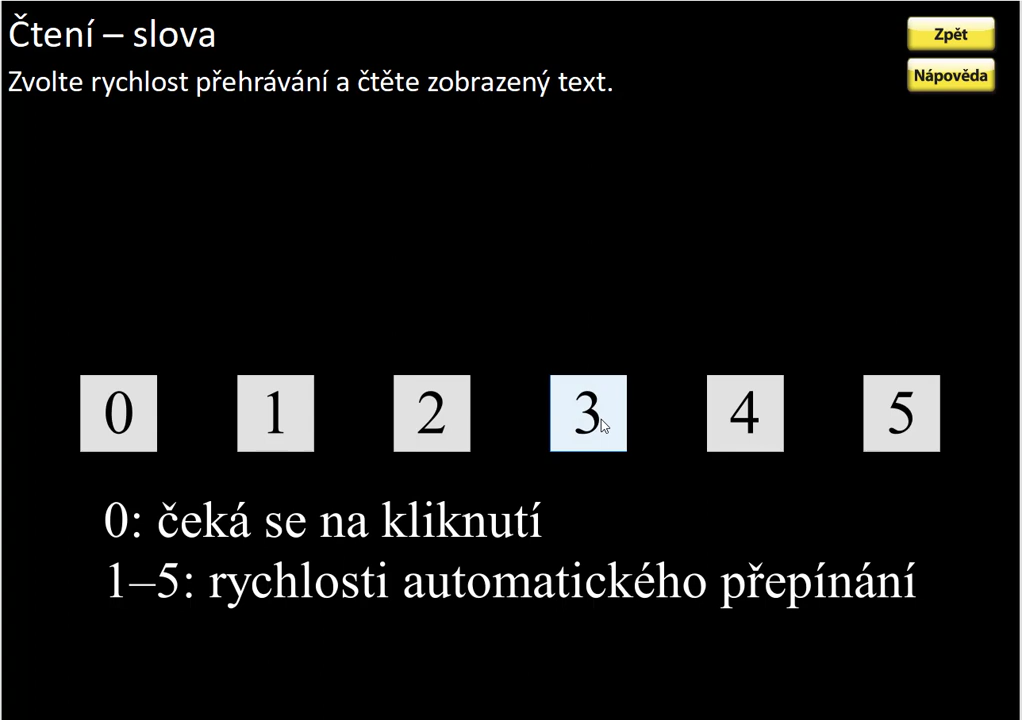 Čtení – slova
Zpět
Zvolte rychlost přehrávání a čtěte zobrazený text.
Nápověda
0 1 2 3 4 5
0: čeká se na kliknutí
1–5: rychlosti automatického přepínání